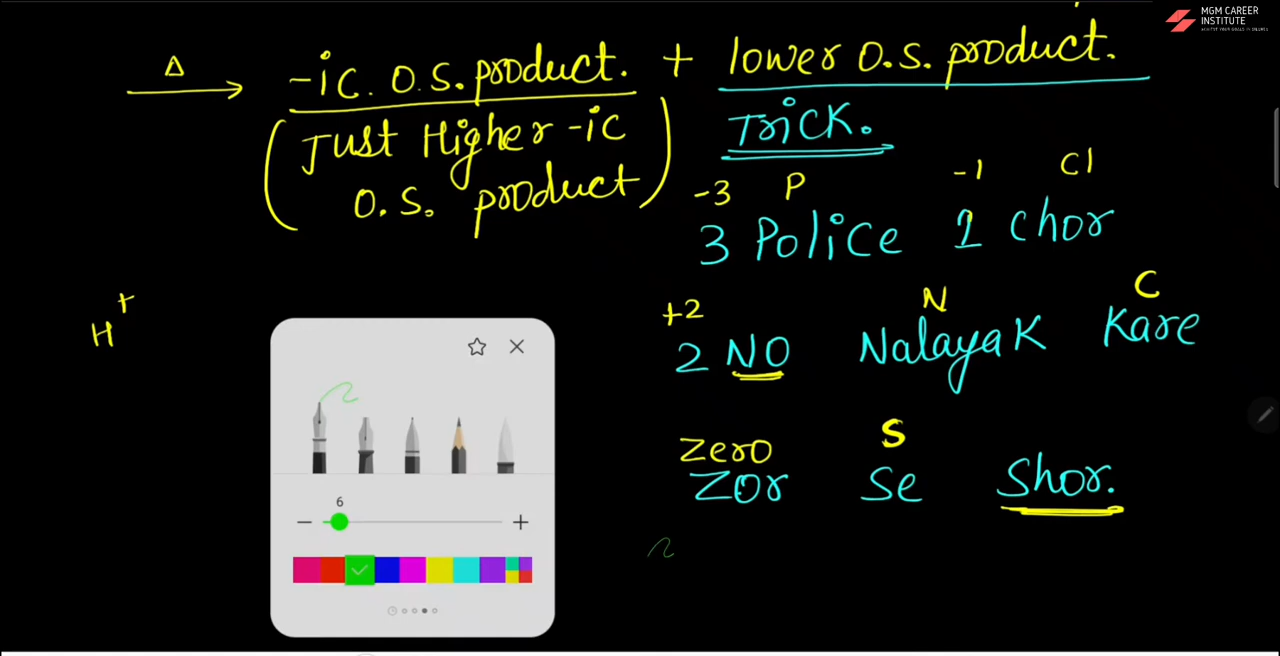 MGM CAREER
INSTITUTE
Δ → -ic. O.S. product. + lower O.S. product.
(Just Higher -ic
O.S. product)
Trick.
-3 P -1 Cl
3 Police 1 chor
H+
+2 N C
2 NO Nalayak Kare
Zero S
Zor Se Shor.
6
− +